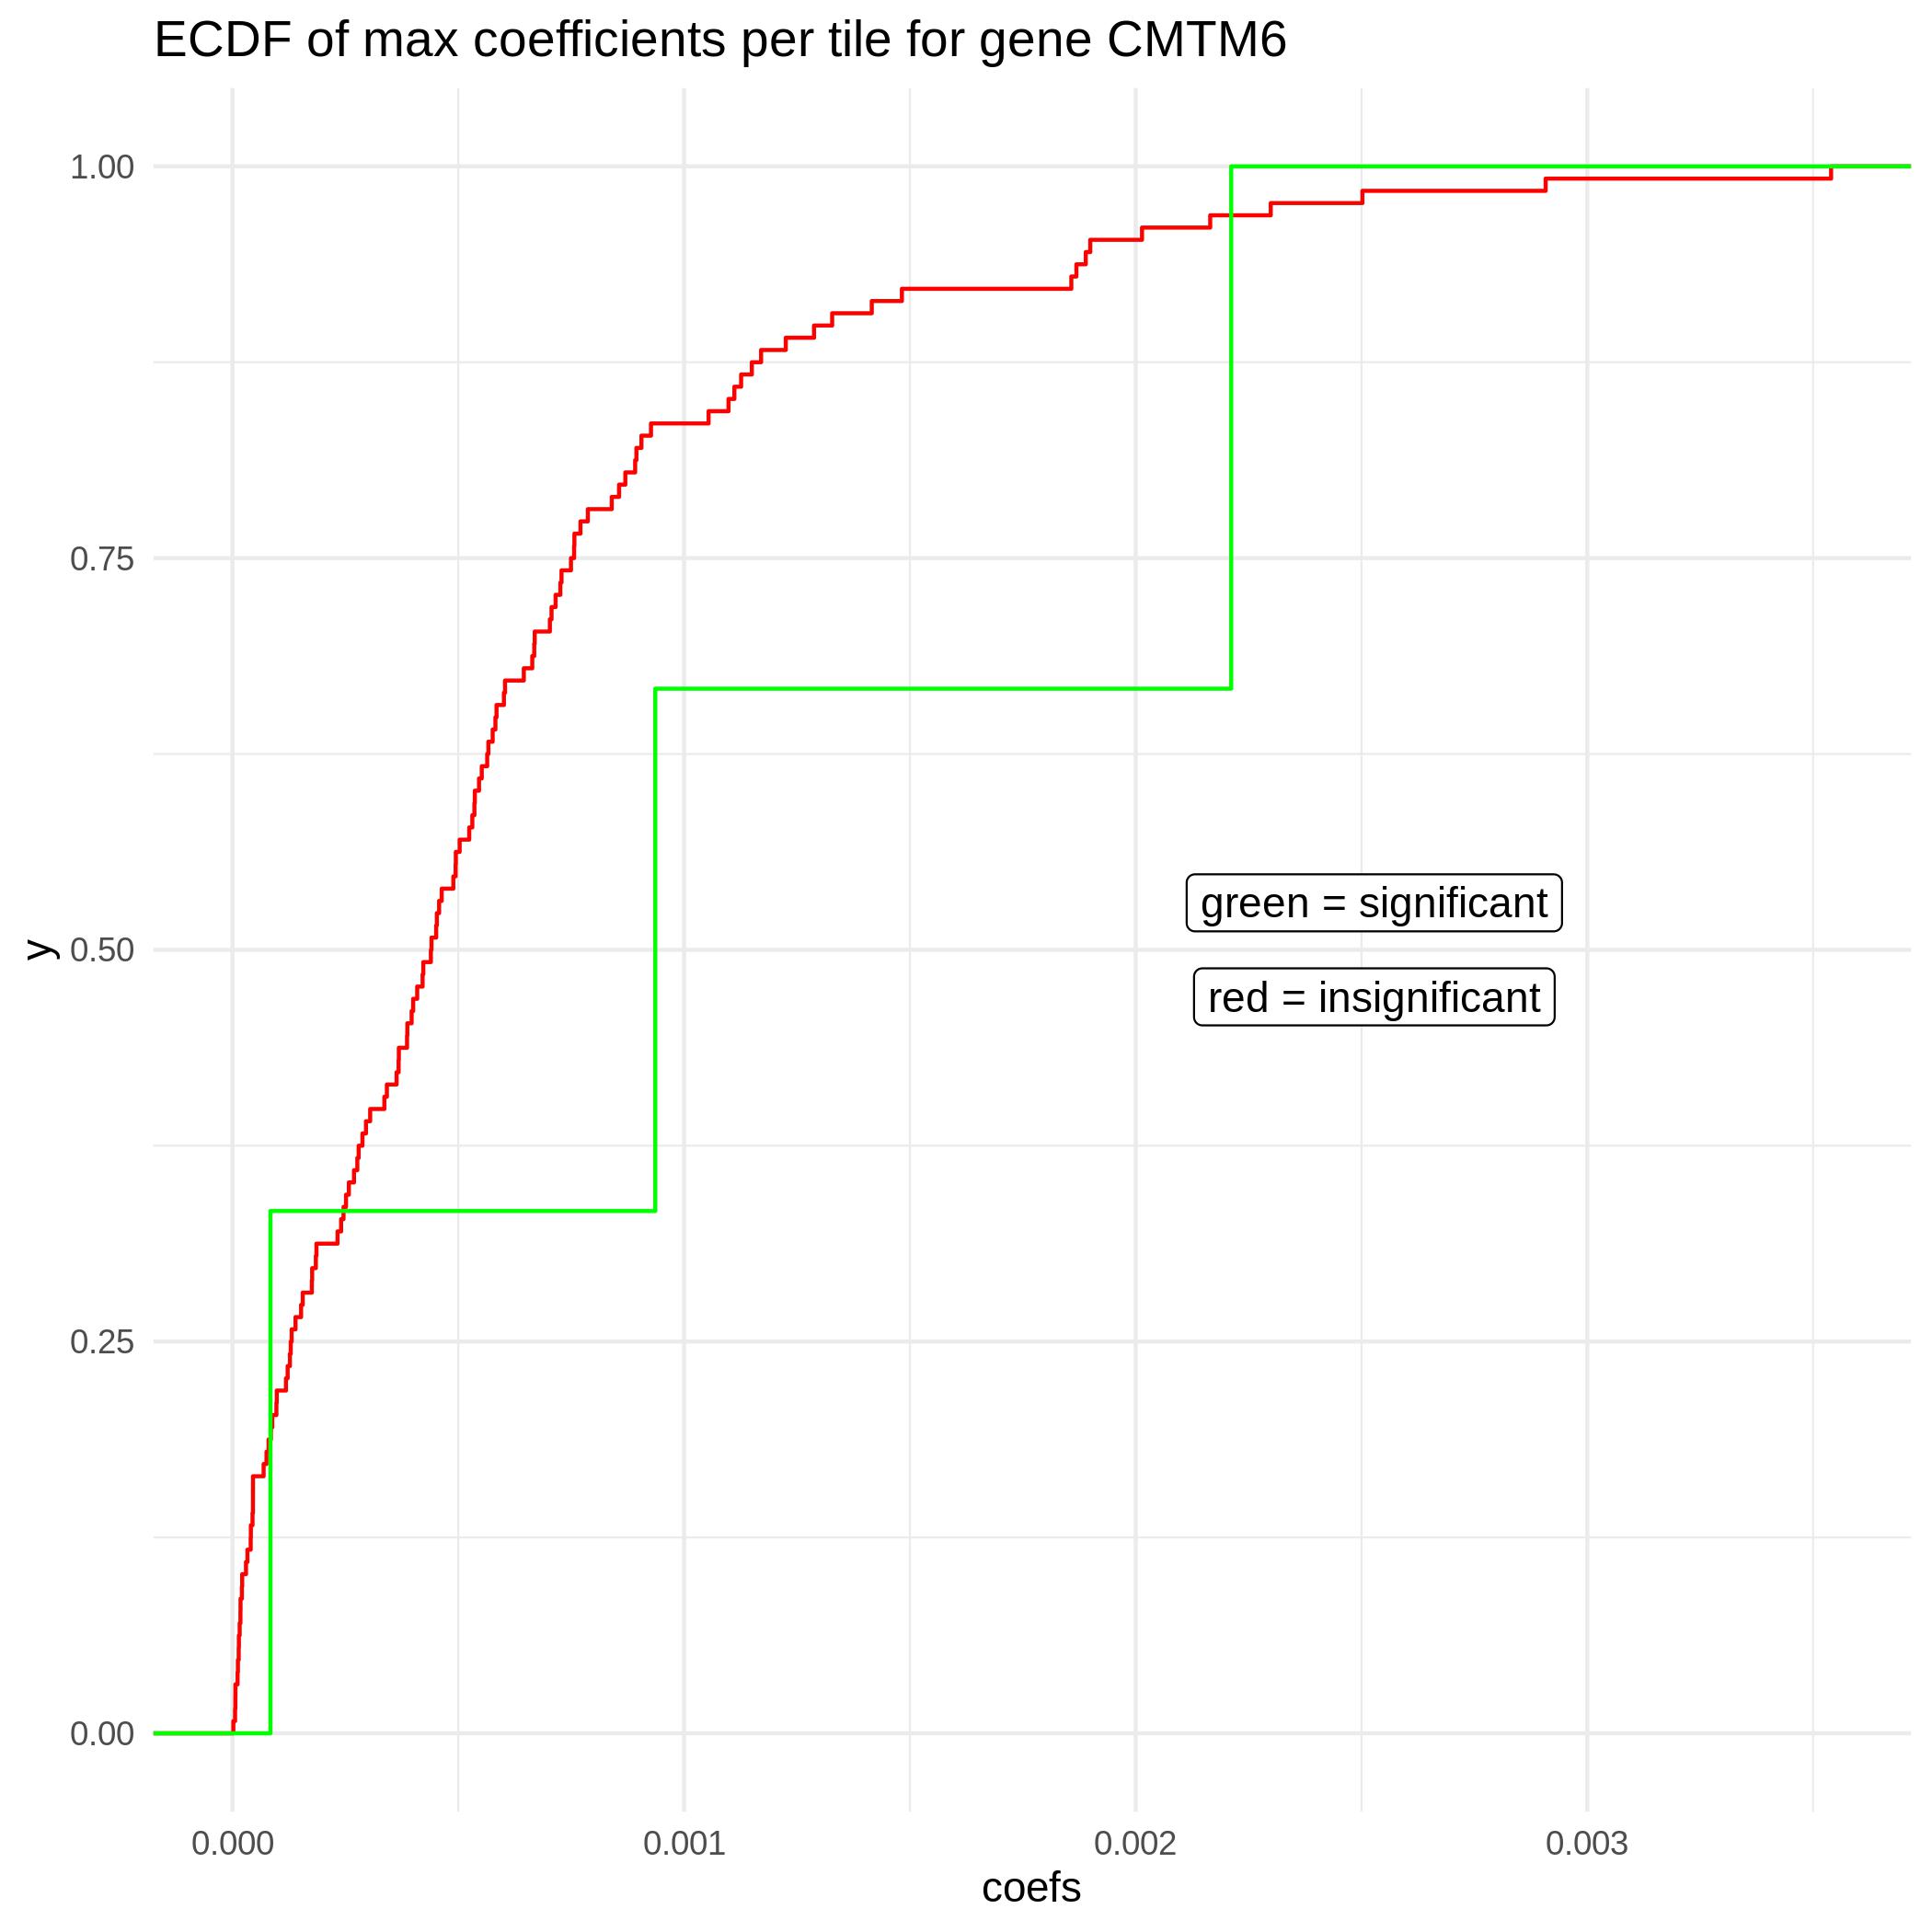 ECDF of max coefficients per tile for gene CMTM6
1.00
0.75
0.50
0.25
0.00
y
green = significant
red = insignificant
0.000 0.001 0.002 0.003
coefs